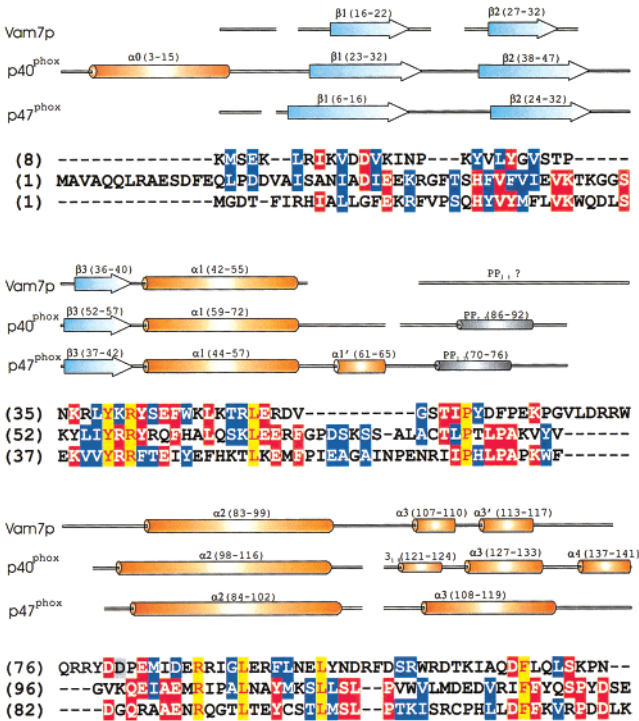 Vam7p β1 (16-22) β2 (27-32)
p40phox α0 (3-15) β1 (23-32) β2 (38-47)
p47phox β1 (6-16) β2 (24-32)
(8) --------------KMSEK--LRIKVDDVKINP---KYVLYGVSTP----
(1) MAVAQQLRAESDFEQLPDDVAISANIADIEEKRGFTSHFVFVIEVKTKGGS
(1) --------------MGDT-FIRHIALLGFEKRFVPSQHYVYMFLVKWQDLS
Vam7p β3 (36-40) α1 (42-55) PPII ?
p40phox β3 (52-57) α1 (59-72) PPII (86-92)
p47phox β3 (37-42) α1 (44-57) α1' (61-65) PPII (70-76)
(35) NKRLYKRYSEFWKLKTRLERDV----------GSTIPYDFPEKPGVLDRRW
(52) KYLIYRRYRQFHALQSKLEERFGPDSKSS-ALACTLPTLPAKVYV------
(37) EKVVYRRFTEIYEFHKTLKEMFPIEAGAINPENRIIPHLPAPKWF------
Vam7p α2 (83-99) α3 (107-110) α3' (113-117)
p40phox α2 (98-116) 310 (121-124) α3 (127-133) α4 (137-141)
p47phox α2 (84-102) α3 (108-119)
(76) QRRYDDPEMIDERRIGLERFLNELYNDRFDSRWRDTKIAQDFLQLSKPN--
(96) ---GVKQEIAEMRIPALNAYMKSLLSL--PVWVLMDEDVRIFFYQSPYDSE
(82) ----DGQRAAENRQGTLTEYCSTLMSL--PTKISRCPHLLDFFKVRPDDLK